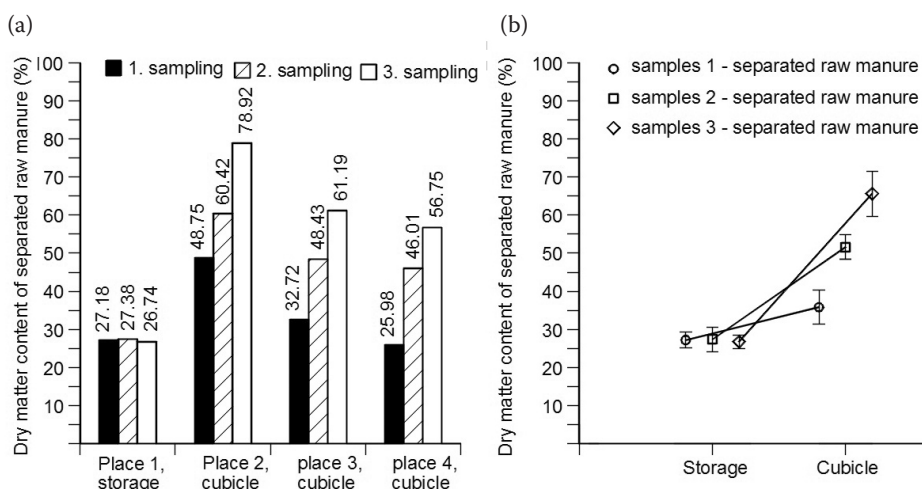 (a)
Dry matter content of separated raw manure (%)
100
90
80
70
60
50
40
30
20
10
1. sampling 2. sampling 3. sampling
27.18
27.38
26.74
48.75
60.42
78.92
32.72
48.43
61.19
25.98
46.01
56.75
Place 1,
storage
Place 2,
cubicle
place 3,
cubicle
place 4,
cubicle
(b)
Dry matter content of separated raw manure (%)
100
90
80
70
60
50
40
30
20
10
samples 1 - separated raw manure
samples 2 - separated raw manure
samples 3 - separated raw manure
Storage
Cubicle